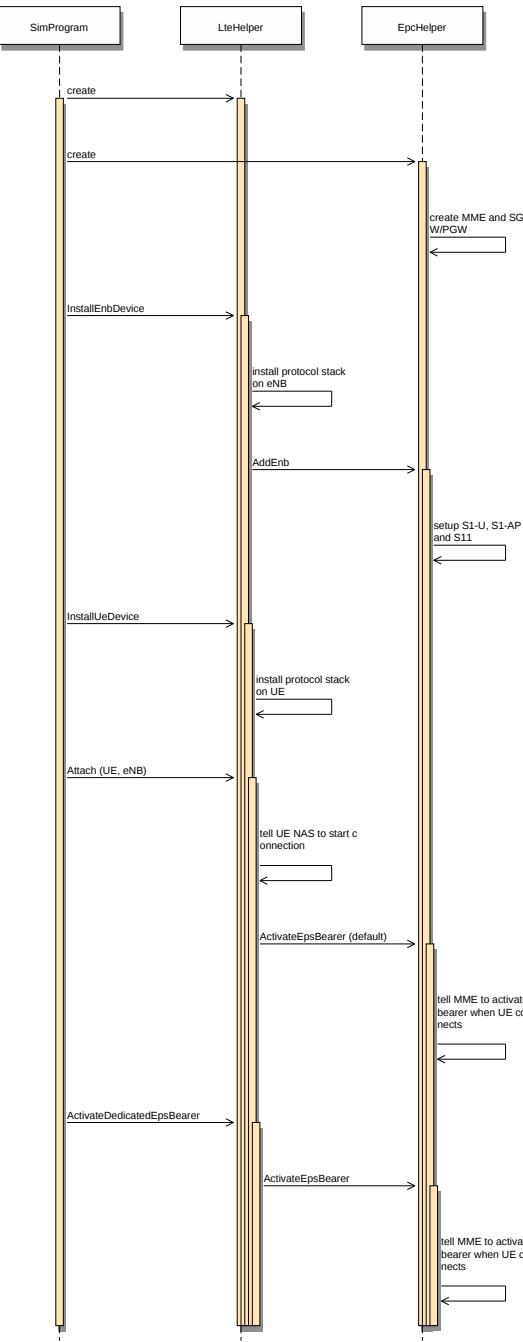 SimProgram
LteHelper
EpcHelper
create
create
create MME and SG
W/PGW
InstallEnbDevice
install protocol stack
on eNB
AddEnb
setup S1-U, S1-AP
and S11
InstallUeDevice
install protocol stack
on UE
Attach (UE, eNB)
tell UE NAS to start c
onnection
ActivateEpsBearer (default)
tell MME to activate
bearer when UE co
nects
ActivateDedicatedEpsBearer
ActivateEpsBearer
tell MME to activa
bearer when UE c
nects